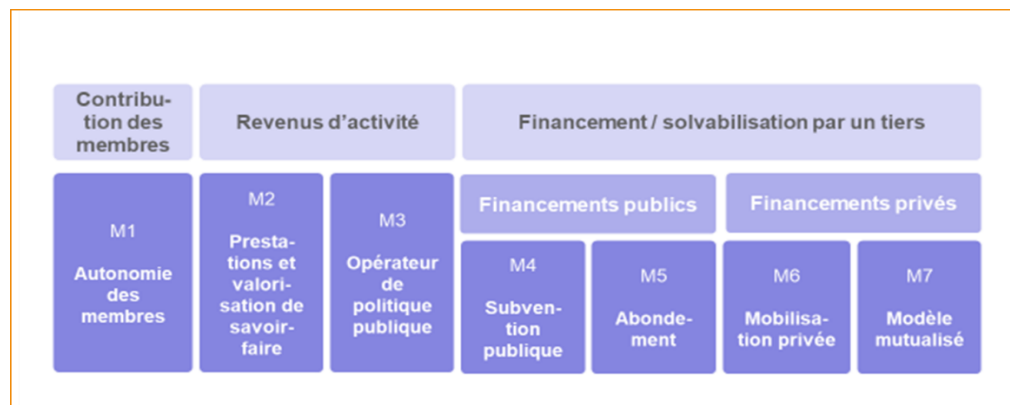 Contribu-
tion des
membres
Revenus d'activité
Financement / solvabilisation par un tiers
M1
Autonomie
des
membres
M2
Presta-
tions et
valori-
sation de
savoir-
faire
M3
Opérateur
de
politique
publique
Financements publics
Financements privés
M4
Subven-
tion
publique
M5
Abonde-
ment
M6
Mobilisa-
tion privée
M7
Modèle
mutualisé